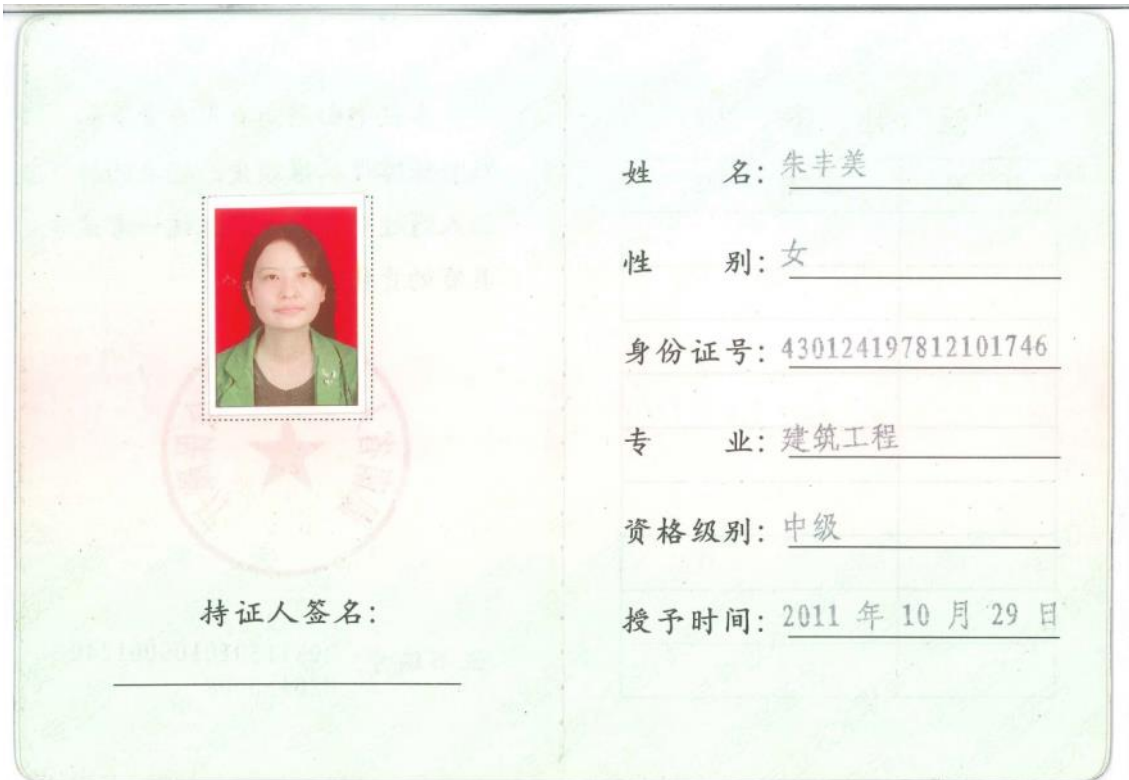 持证人签名:
姓 名: 朱丰美
性 别: 女
身份证号: 430124197812101746
专 业: 建筑工程
资格级别: 中级
授予时间: 2011 年 10 月 29 日